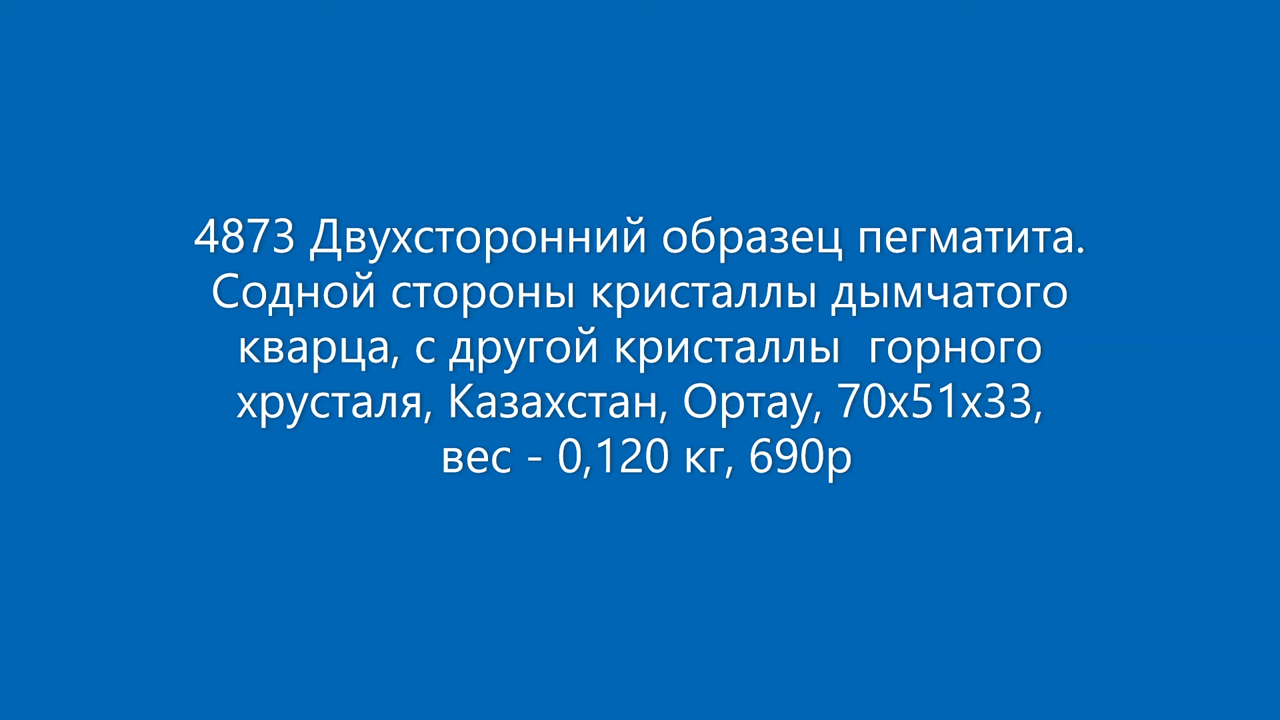 4873 Двухсторонний образец пегматита.
Содной стороны кристаллы дымчатого
кварца, с другой кристаллы  горного
хрусталя, Казахстан, Ортау, 70х51х33,
вес - 0,120 кг, 690р